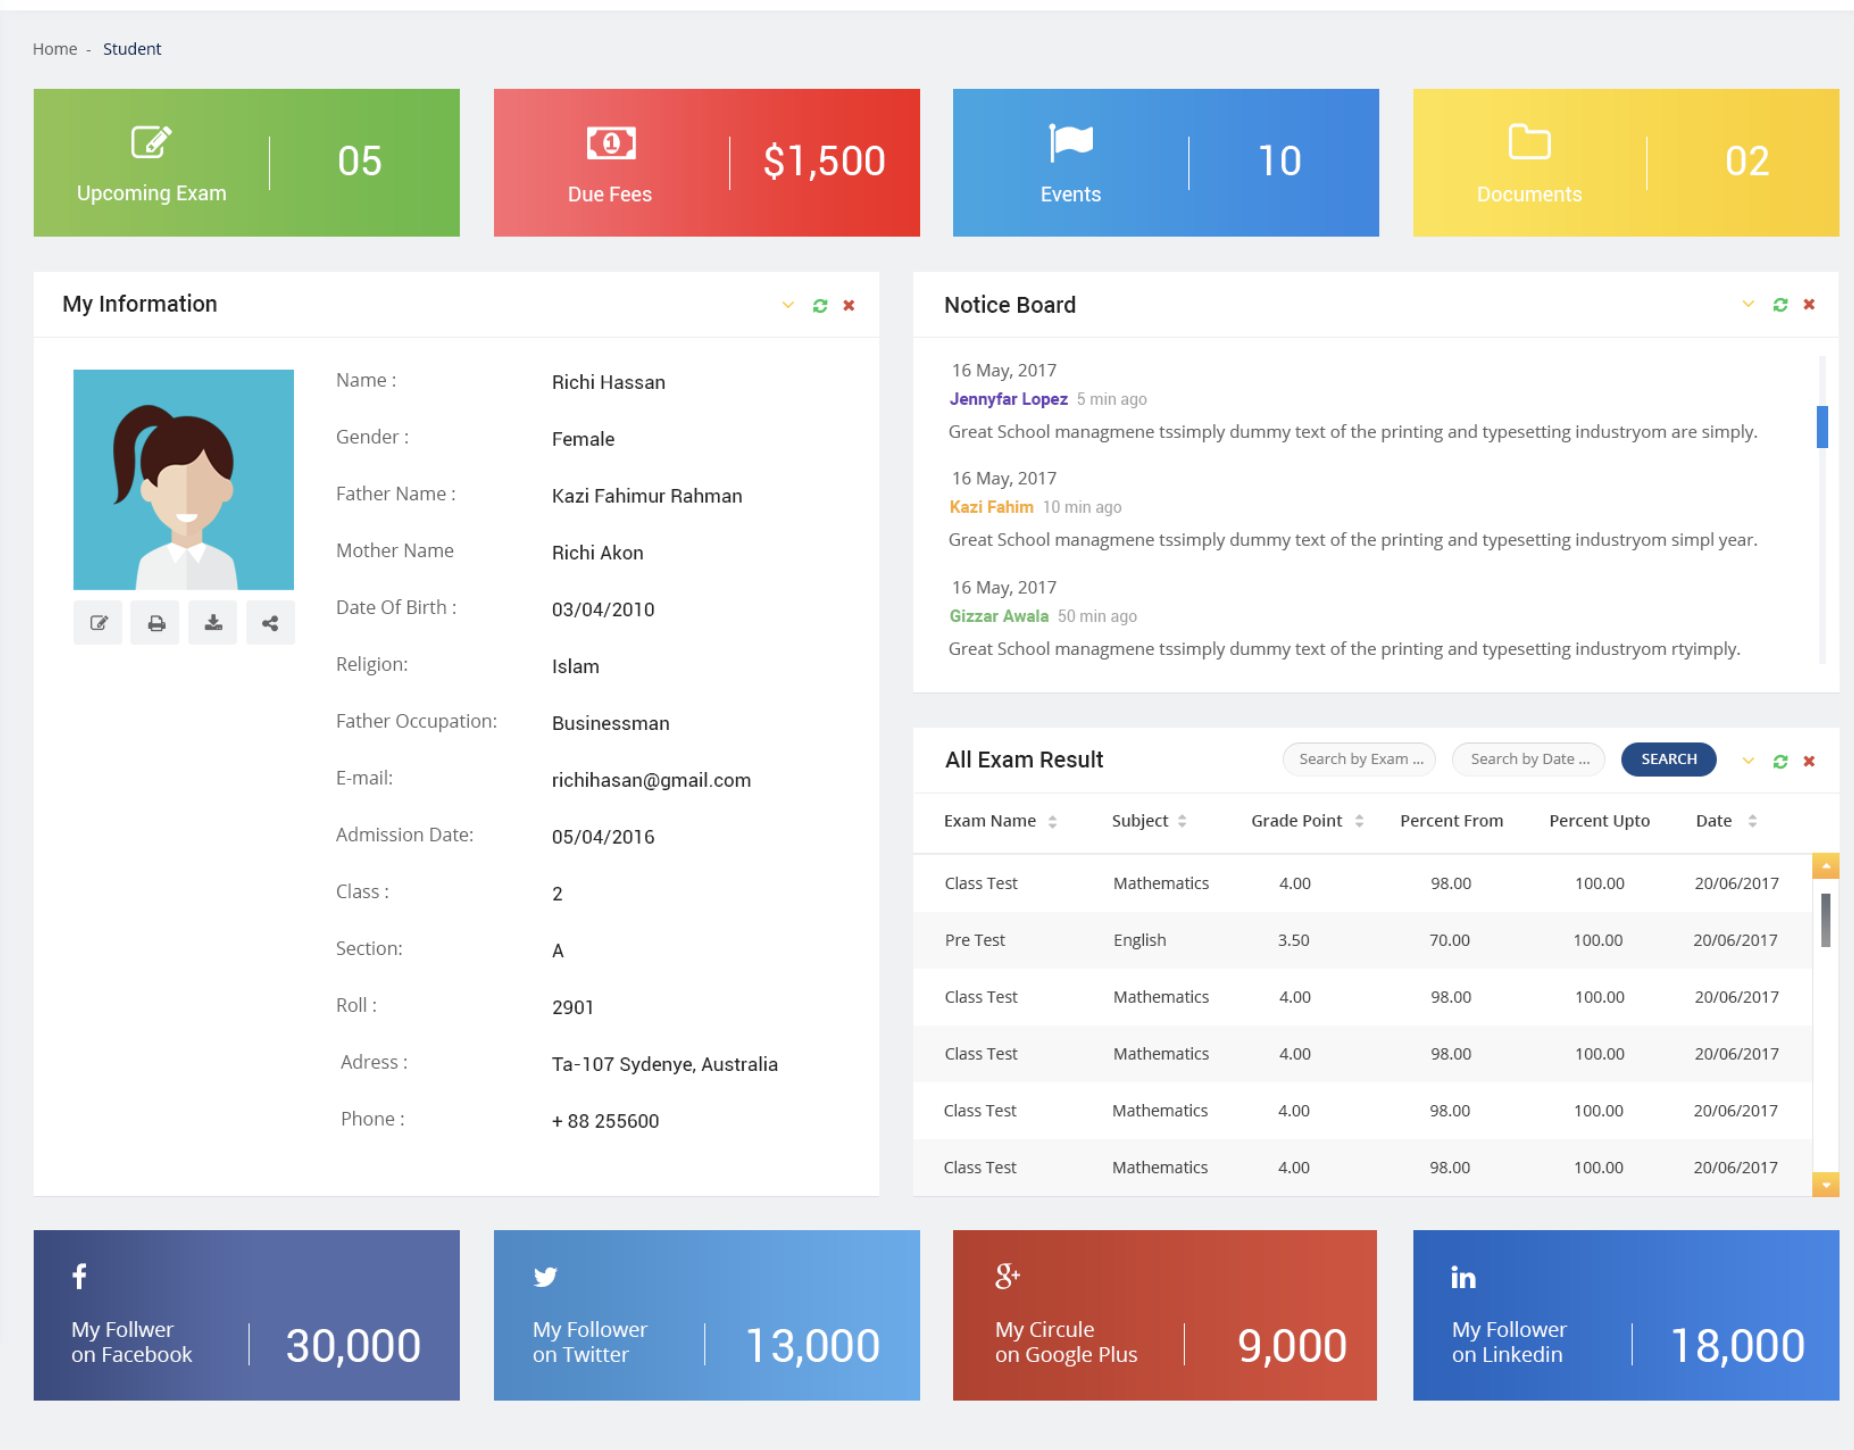 Home - Student
Upcoming Exam
05
Due Fees
$1,500
Events
10
Documents
02
My Information
Name : Richi Hassan
Gender : Female
Father Name : Kazi Fahimur Rahman
Mother Name Richi Akon
Date Of Birth : 03/04/2010
Religion: Islam
Father Occupation: Businessman
E-mail: richihasan@gmail.com
Admission Date: 05/04/2016
Class : 2
Section: A
Roll : 2901
Adress : Ta-107 Sydenye, Australia
Phone : + 88 255600
Notice Board
16 May, 2017
Jennyfar Lopez 5 min ago
Great School managmene tssimply dummy text of the printing and typesetting industryom are simply.
16 May, 2017
Kazi Fahim 10 min ago
Great School managmene tssimply dummy text of the printing and typesetting industryom simpl year.
16 May, 2017
Gizzar Awala 50 min ago
Great School managmene tssimply dummy text of the printing and typesetting industryom rtyimply.
All Exam Result Search by Exam ... Search by Date ... SEARCH
Exam Name Subject Grade Point Percent From Percent Upto Date
Class Test Mathematics 4.00 98.00 100.00 20/06/2017
Pre Test English 3.50 70.00 100.00 20/06/2017
Class Test Mathematics 4.00 98.00 100.00 20/06/2017
Class Test Mathematics 4.00 98.00 100.00 20/06/2017
Class Test Mathematics 4.00 98.00 100.00 20/06/2017
Class Test Mathematics 4.00 98.00 100.00 20/06/2017
My Follwer
on Facebook
30,000
My Follower
on Twitter
13,000
My Circule
on Google Plus
9,000
My Follower
on Linkedin
18,000